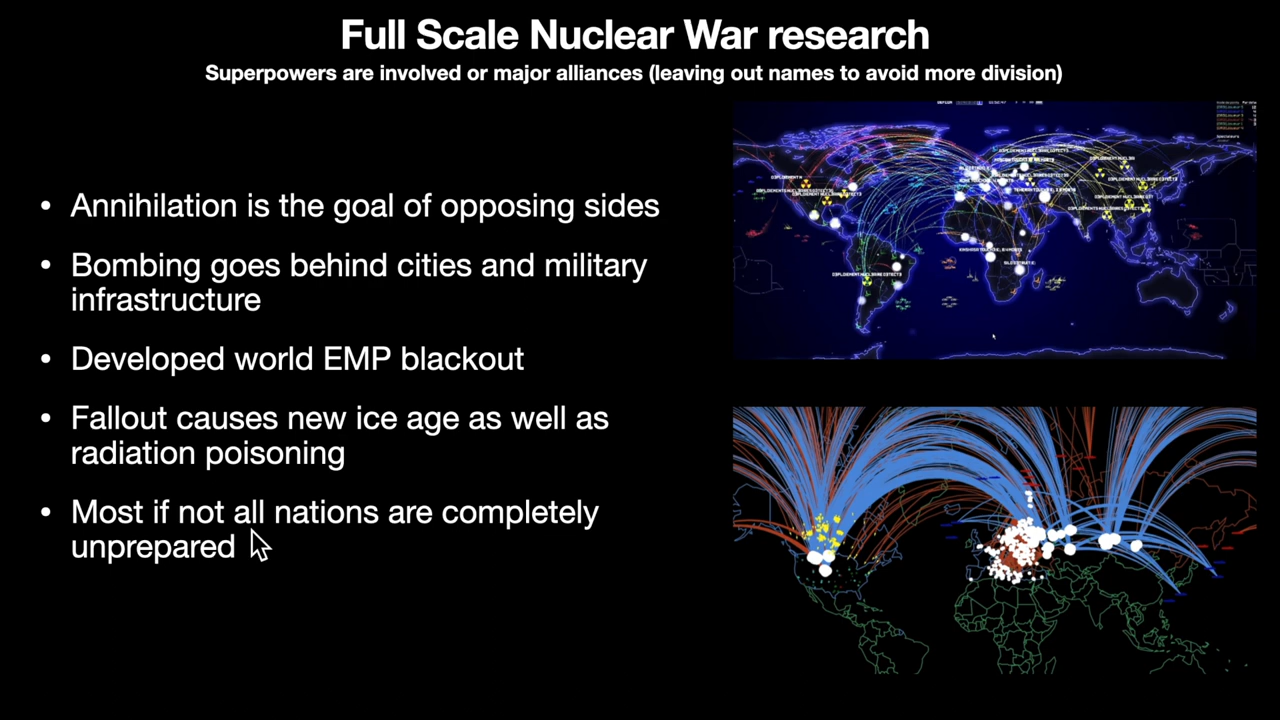 Full Scale Nuclear War research
Superpowers are involved or major alliances (leaving out names to avoid more division)
• Annihilation is the goal of opposing sides
• Bombing goes behind cities and military
infrastructure
• Developed world EMP blackout
• Fallout causes new ice age as well as
radiation poisoning
• Most if not all nations are completely
unprepared